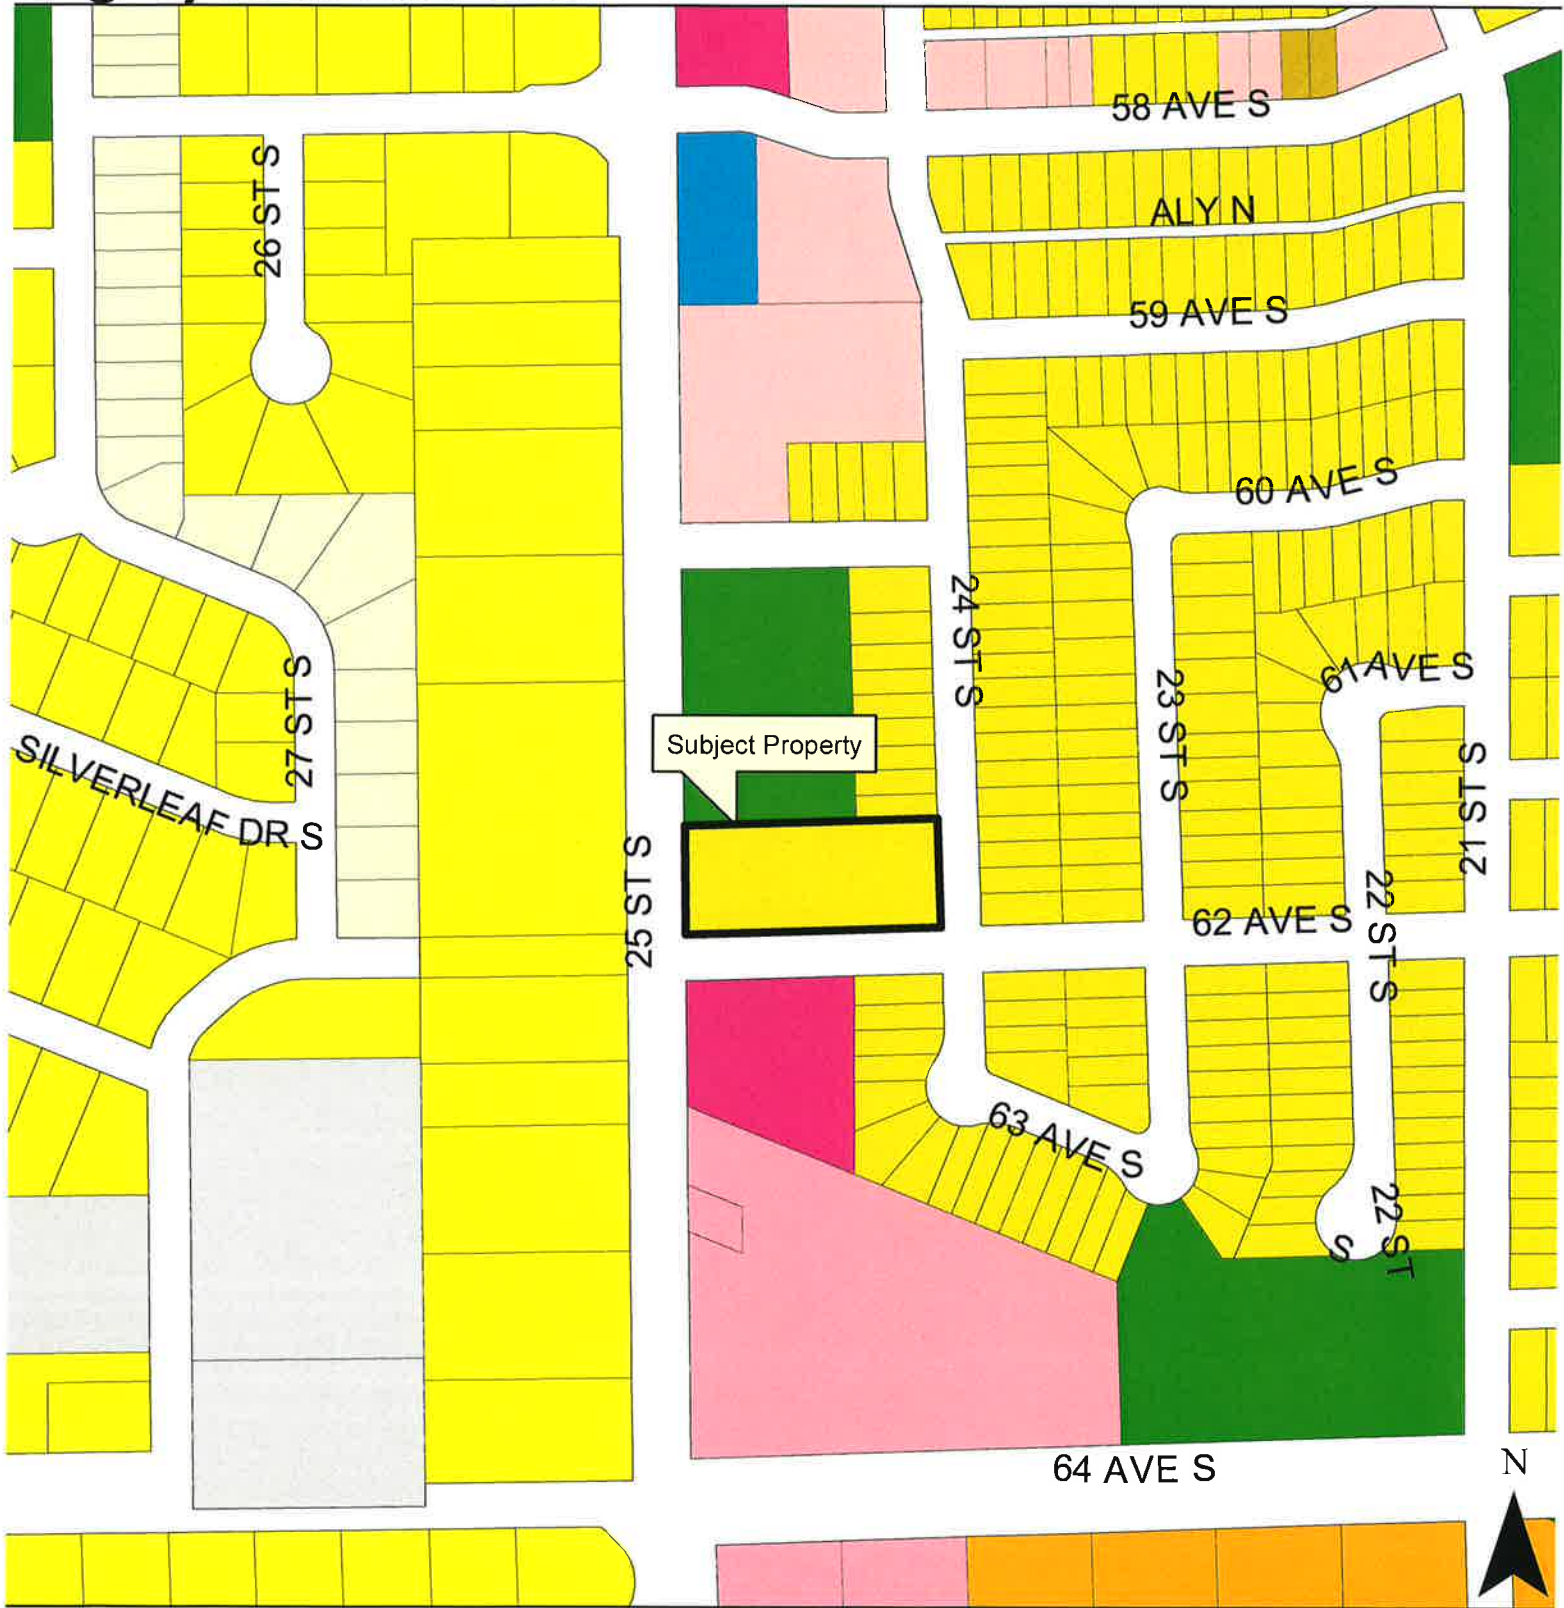 58 AVE S
26 ST S
ALY N
59 AVE S
60 AVE S
24 ST S
61 AVE S
27 ST S
23 ST S
Subject Property
SILVERLEAF DR S
21 ST S
25 ST S
22 ST S
62 AVE S
63 AVE S
22 ST
S
64 AVE S
N